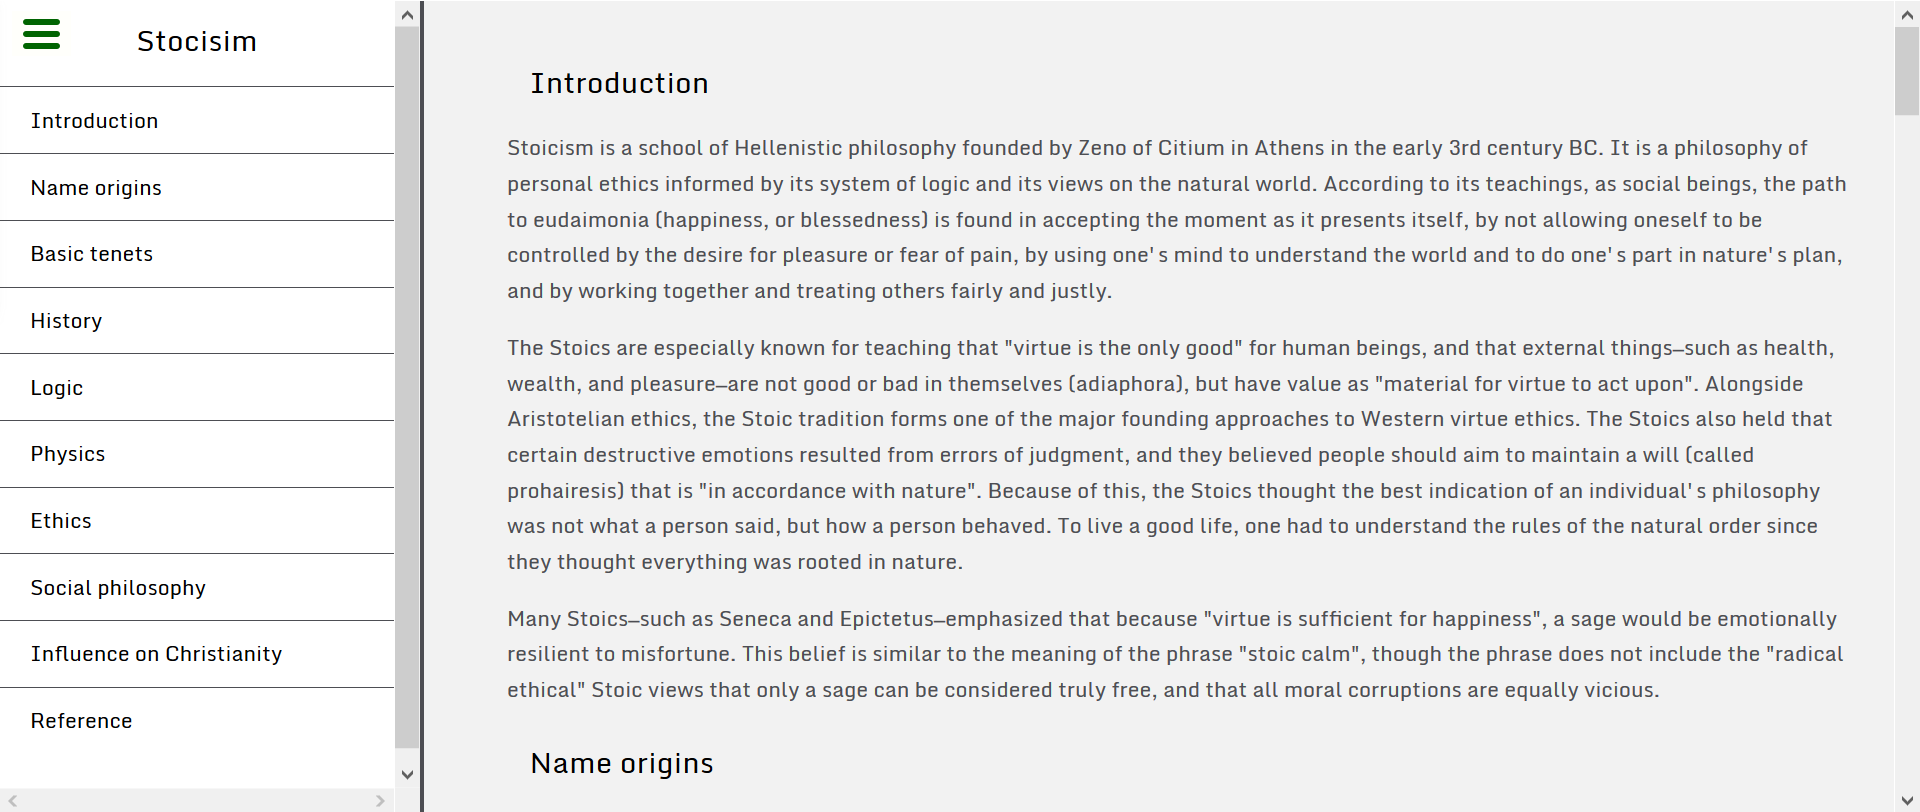 Stocisim
Introduction
Name origins
Basic tenets
History
Logic
Physics
Ethics
Social philosophy
Influence on Christianity
Reference
Introduction
Stoicism is a school of Hellenistic philosophy founded by Zeno of Citium in Athens in the early 3rd century BC. It is a philosophy of
personal ethics informed by its system of logic and its views on the natural world. According to its teachings, as social beings, the path
to eudaimonia (happiness, or blessedness) is found in accepting the moment as it presents itself, by not allowing oneself to be
controlled by the desire for pleasure or fear of pain, by using one's mind to understand the world and to do one's part in nature's plan,
and by working together and treating others fairly and justly.
The Stoics are especially known for teaching that "virtue is the only good" for human beings, and that external things—such as health,
wealth, and pleasure—are not good or bad in themselves (adiaphora), but have value as "material for virtue to act upon". Alongside
Aristotelian ethics, the Stoic tradition forms one of the major founding approaches to Western virtue ethics. The Stoics also held that
certain destructive emotions resulted from errors of judgment, and they believed people should aim to maintain a will (called
prohairesis) that is "in accordance with nature". Because of this, the Stoics thought the best indication of an individual's philosophy
was not what a person said, but how a person behaved. To live a good life, one had to understand the rules of the natural order since
they thought everything was rooted in nature.
Many Stoics—such as Seneca and Epictetus—emphasized that because "virtue is sufficient for happiness", a sage would be emotionally
resilient to misfortune. This belief is similar to the meaning of the phrase "stoic calm", though the phrase does not include the "radical
ethical" Stoic views that only a sage can be considered truly free, and that all moral corruptions are equally vicious.
Name origins